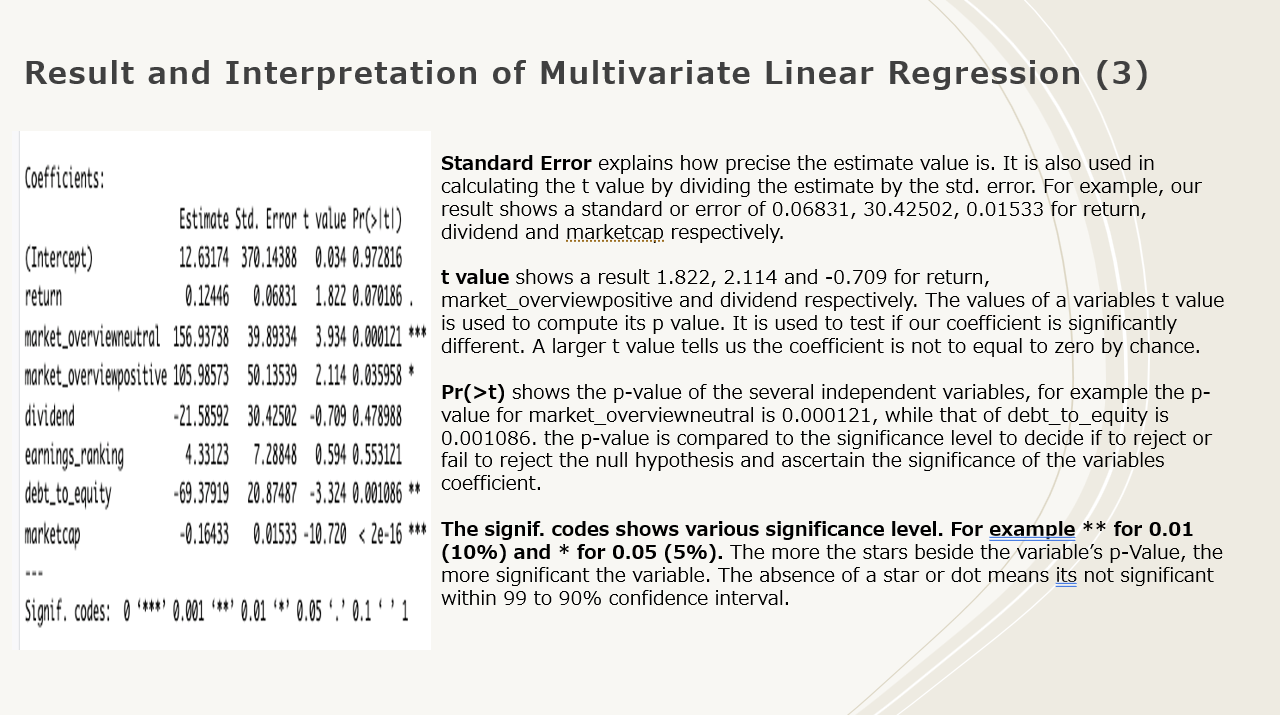 Result and Interpretation of Multivariate Linear Regression (3)
Coefficients:
Estimate Std. Error t value Pr(>|t|)
(Intercept) 12.63174 370.14388 0.034 0.972816
return 0.12446 0.06831 1.822 0.070186 .
market_overviewneutral 156.93738 39.89334 3.934 0.000121 ***
market_overviewpositive 105.98573 50.13539 2.114 0.035958 *
dividend -21.58592 30.42502 -0.709 0.478988
earnings_ranking 4.33123 7.28848 0.594 0.553121
debt_to_equity -69.37919 20.87487 -3.324 0.001086 **
marketcap -0.16433 0.01533 -10.720 < 2e-16 ***
---
Signif. codes: 0 ‘***’ 0.001 ‘**’ 0.01 ‘*’ 0.05 ‘.’ 0.1 ‘ ’ 1
Standard Error explains how precise the estimate value is. It is also used in
calculating the t value by dividing the estimate by the std. error. For example, our
result shows a standard or error of 0.06831, 30.42502, 0.01533 for return,
dividend and marketcap respectively.
t value shows a result 1.822, 2.114 and -0.709 for return,
market_overviewpositive and dividend respectively. The values of a variables t value
is used to compute its p value. It is used to test if our coefficient is significantly
different. A larger t value tells us the coefficient is not to equal to zero by chance.
Pr(>t) shows the p-value of the several independent variables, for example the p-
value for market_overviewneutral is 0.000121, while that of debt_to_equity is
0.001086. the p-value is compared to the significance level to decide if to reject or
fail to reject the null hypothesis and ascertain the significance of the variables
coefficient.
The signif. codes shows various significance level. For example ** for 0.01
(10%) and * for 0.05 (5%). The more the stars beside the variable’s p-Value, the
more significant the variable. The absence of a star or dot means its not significant
within 99 to 90% confidence interval.